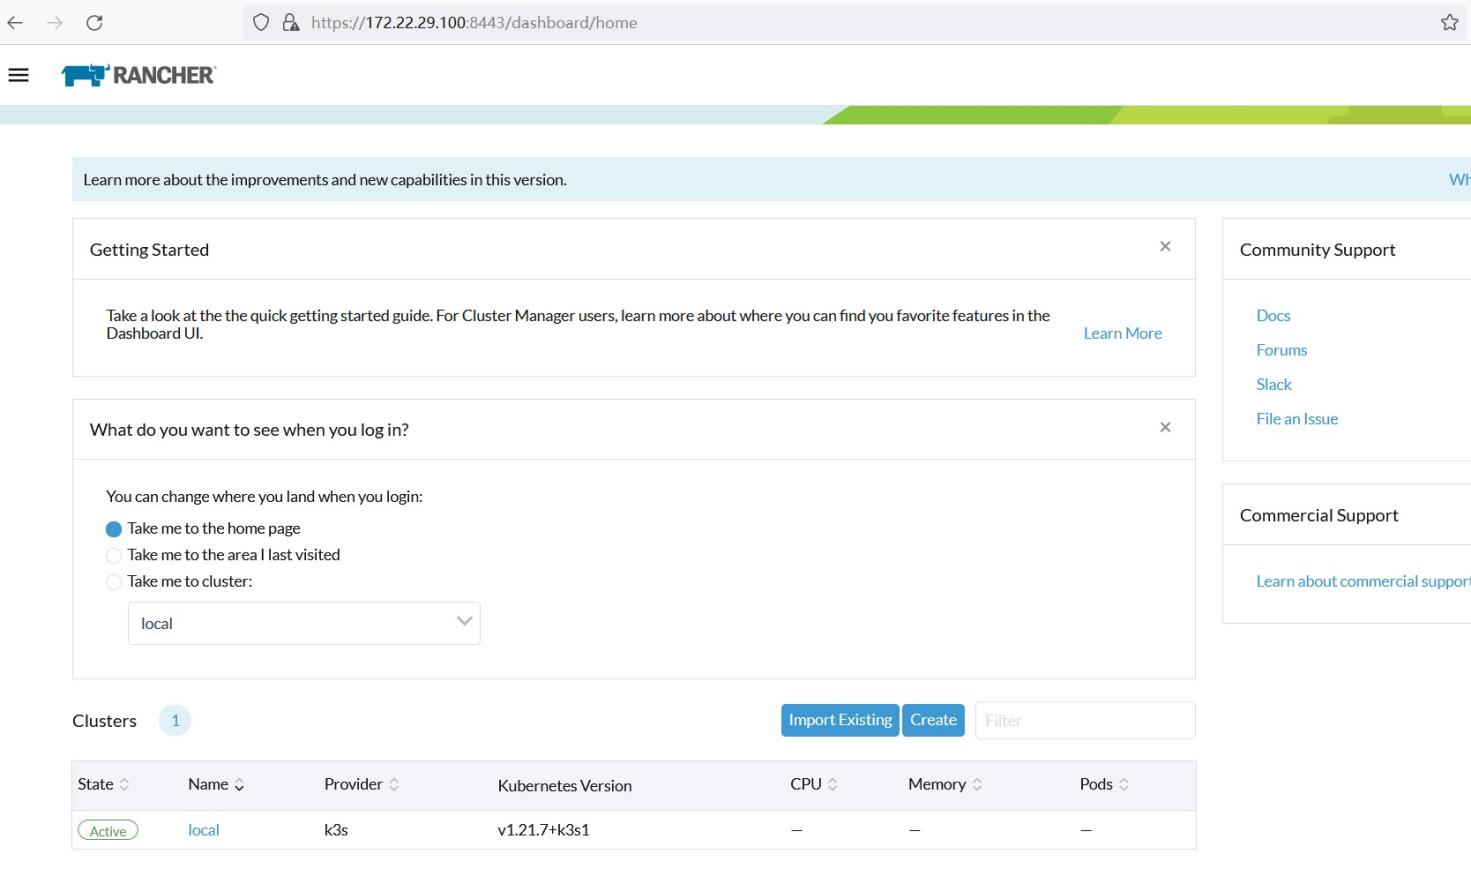 https://172.22.29.100:8443/dashboard/home
RANCHER
Learn more about the improvements and new capabilities in this version.
Wh
Getting Started
Take a look at the the quick getting started guide. For Cluster Manager users, learn more about where you can find you favorite features in the
Dashboard UI.
Learn More
What do you want to see when you log in?
You can change where you land when you login:
Take me to the home page
Take me to the area I last visited
Take me to cluster:
local
Community Support
Docs
Forums
Slack
File an Issue
Commercial Support
Learn about commercial support
Clusters 1
Import Existing Create Filter
State Name Provider Kubernetes Version CPU Memory Pods
Active local k3s v1.21.7+k3s1 — — —